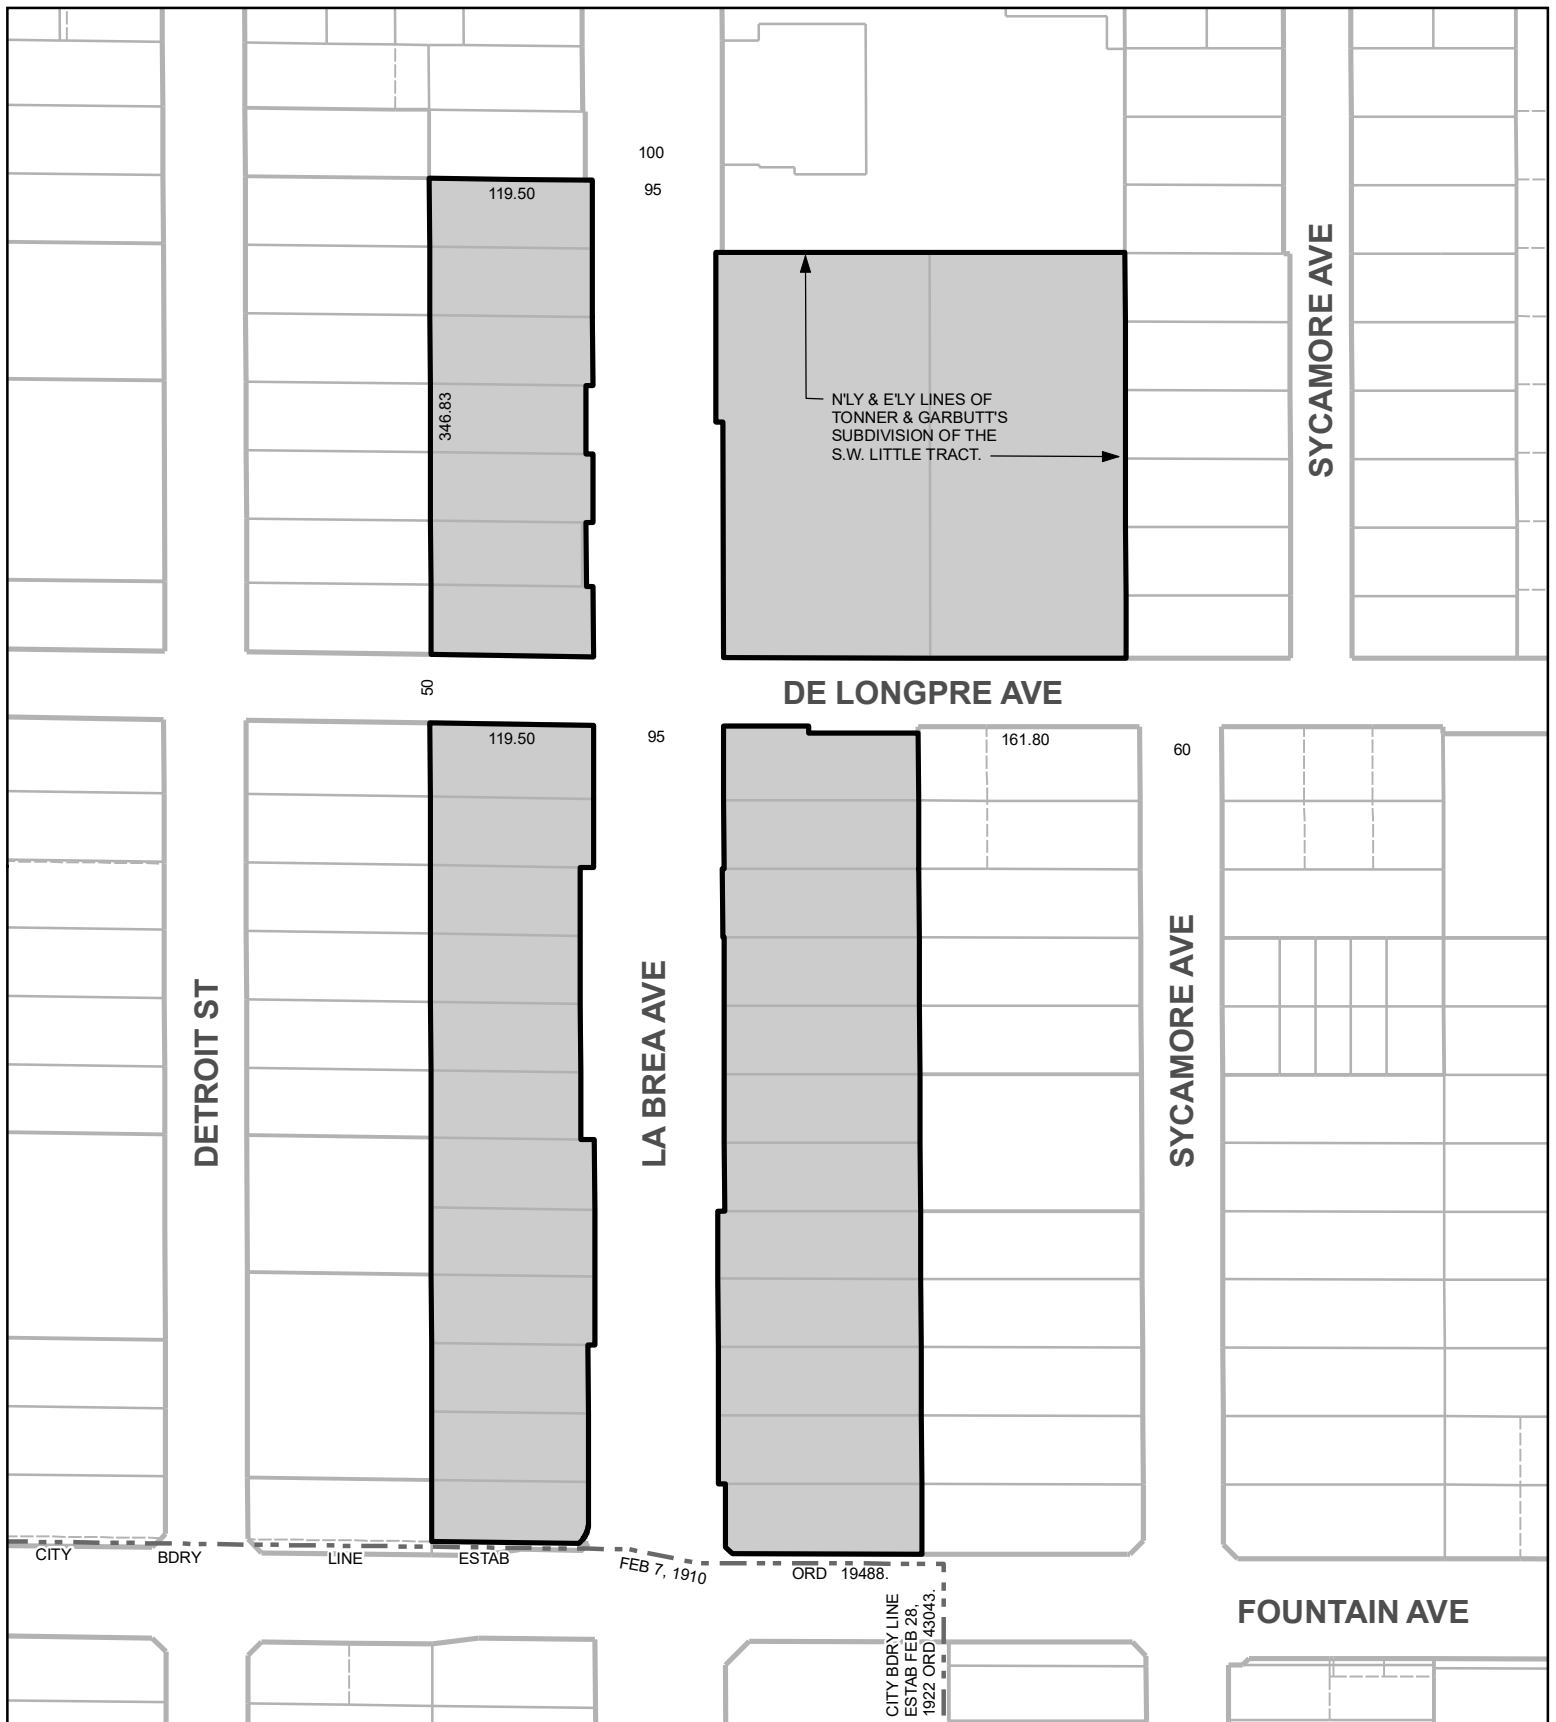 100
119.50
95
SYCAMORE AVE
346.83
N'LY & E'LY LINES OF
TONNER & GARBUTT'S
SUBDIVISION OF THE
S.W. LITTLE TRACT.
50
DE LONGPRE AVE
119.50
95
161.80
60
DETROIT ST
LA BREA AVE
SYCAMORE AVE
CITY BDRY LINE ESTAB FEB 7, 1910 ORD 19488.
CITY BDRY LINE
ESTAB FEB 28,
1922 ORD 43043.
FOUNTAIN AVE